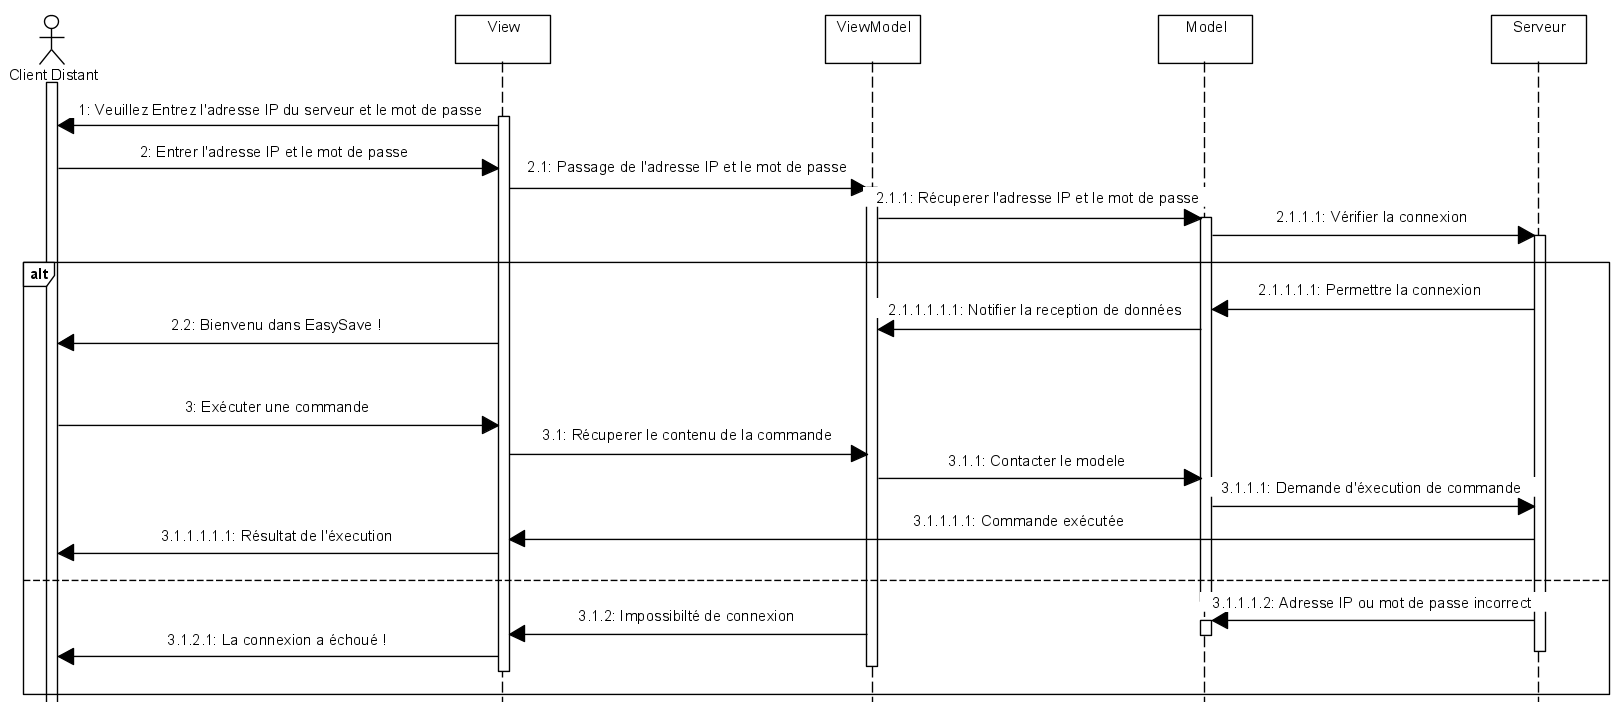 Client Distant
View
ViewModel
Model
Serveur
1: Veuillez Entrez l'adresse IP du serveur et le mot de passe
2: Entrer l'adresse IP et le mot de passe
2.1: Passage de l'adresse IP et le mot de passe
2.1.1: Récuperer l'adresse IP et le mot de passe
2.1.1.1: Vérifier la connexion
alt
2.1.1.1.1: Permettre la connexion
2.1.1.1.1.1: Notifier la reception de données
2.2: Bienvenu dans EasySave !
3: Exécuter une commande
3.1: Récuperer le contenu de la commande
3.1.1: Contacter le modele
3.1.1.1: Demande d'éxecution de commande
3.1.1.1.1: Commande exécutée
3.1.1.1.1.1: Résultat de l'éxecution
3.1.1.1.2: Adresse IP ou mot de passe incorrect
3.1.2: Impossibilté de connexion
3.1.2.1: La connexion a échoué !